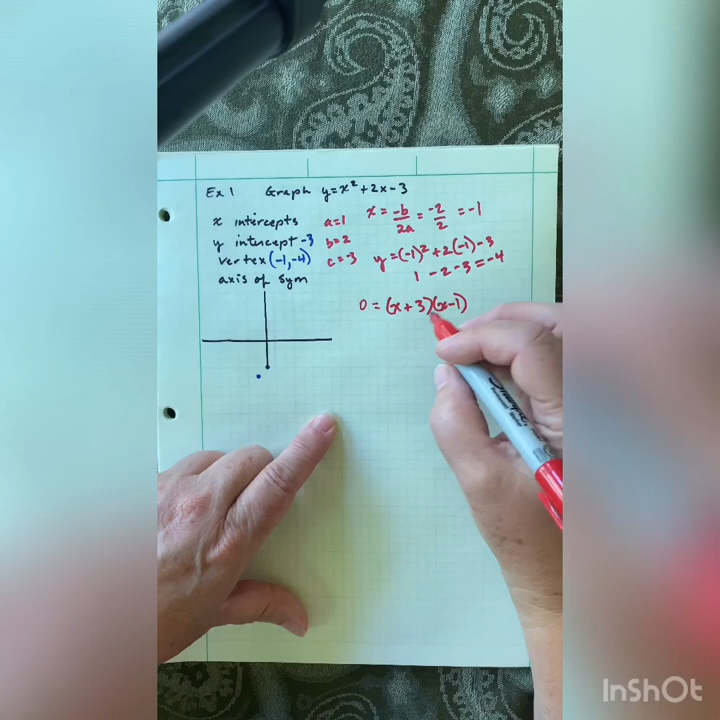 Ex 1 Graph y=x²+2x-3
x intercepts a=1 x = -b/2a = -2/2 = -1
y intercept -3 b=2
vertex (-1,-4) c=-3 y=(-1)²+2(-1)-3
1 -2-3=-4
axis of sym
0 = (x+3)(x-1)
Sharpie
InShOt